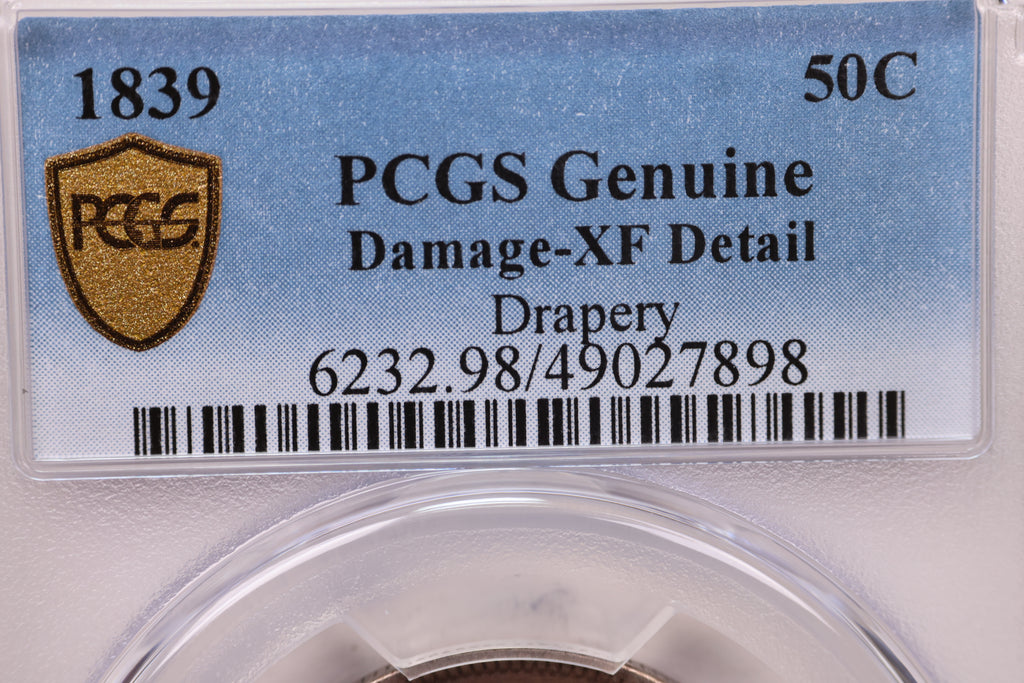 1839 50C
PCGS
PCGS Genuine
Damage-XF Detail
Drapery
6232.98/49027898